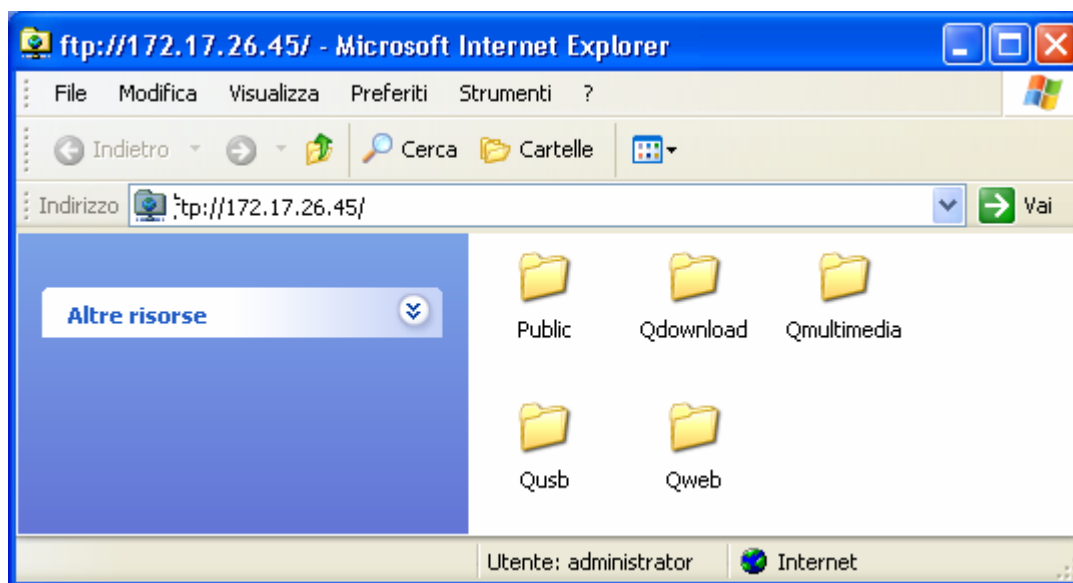 ftp://172.17.26.45/ - Microsoft Internet Explorer
File Modifica Visualizza Preferiti Strumenti ?
Indietro Cerca Cartelle
Indirizzo ftp://172.17.26.45/ Vai
Altre risorse
Public Qdownload Qmultimedia
Qusb Qweb
Utente: administrator Internet